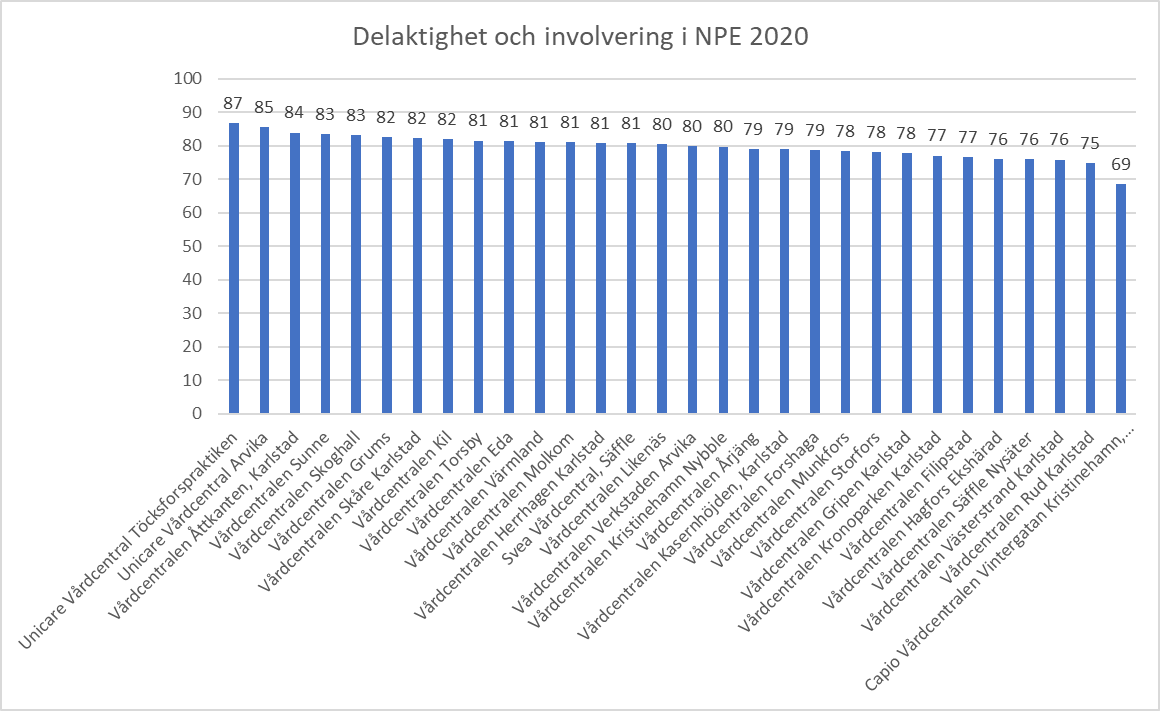 Delaktighet och involvering i NPE 2020
100
90
80
70
60
50
40
30
20
10
0
87
85
84
83
83
82
82
82
81
81
81
81
81
81
80
80
80
79
79
79
78
78
78
77
77
76
76
76
75
69
Unicare Vårdcentral Töcksforspraktiken
Unicare Vårdcentral Arvika
Vårdcentralen Åttkanten, Karlstad
Vårdcentralen Sunne
Vårdcentralen Skoghall
Vårdcentralen Grums
Vårdcentralen Skåre Karlstad
Vårdcentralen Kil
Vårdcentralen Torsby
Vårdcentralen Eda
Vårdcentralen Värmland
Vårdcentralen Molkom
Vårdcentralen Herrhagen Karlstad
Svea Vårdcentral, Säffle
Vårdcentralen Likenäs
Vårdcentralen Verkstaden Arvika
Vårdcentralen Kristinehamn Nybble
Vårdcentralen Årjäng
Vårdcentralen Kasernhöjden, Karlstad
Vårdcentralen Forshaga
Vårdcentralen Munkfors
Vårdcentralen Storfors
Vårdcentralen Gripen Karlstad
Vårdcentralen Kronoparken Karlstad
Vårdcentralen Filipstad
Vårdcentralen Hagfors Ekshärad
Vårdcentralen Säffle Nysäter
Vårdcentralen Västerstrand Karlstad
Vårdcentralen Rud Karlstad
Capio Vårdcentralen Vintergatan Kristinehamn,...